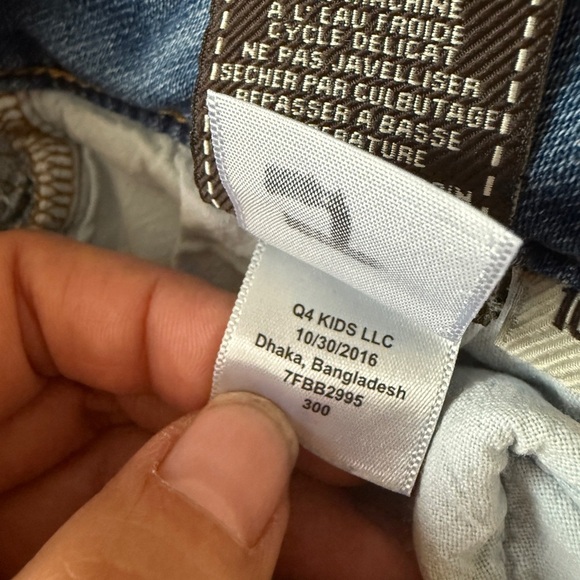 MACHINE
A L'EAU FROIDE
CYCLE DELICAT
NE PAS JAVELLISER
SECHER PAR CULBUTAGE
REPASSER A BASSE
Q4 KIDS LLC
10/30/2016
Dhaka, Bangladesh
7FBB2995
300